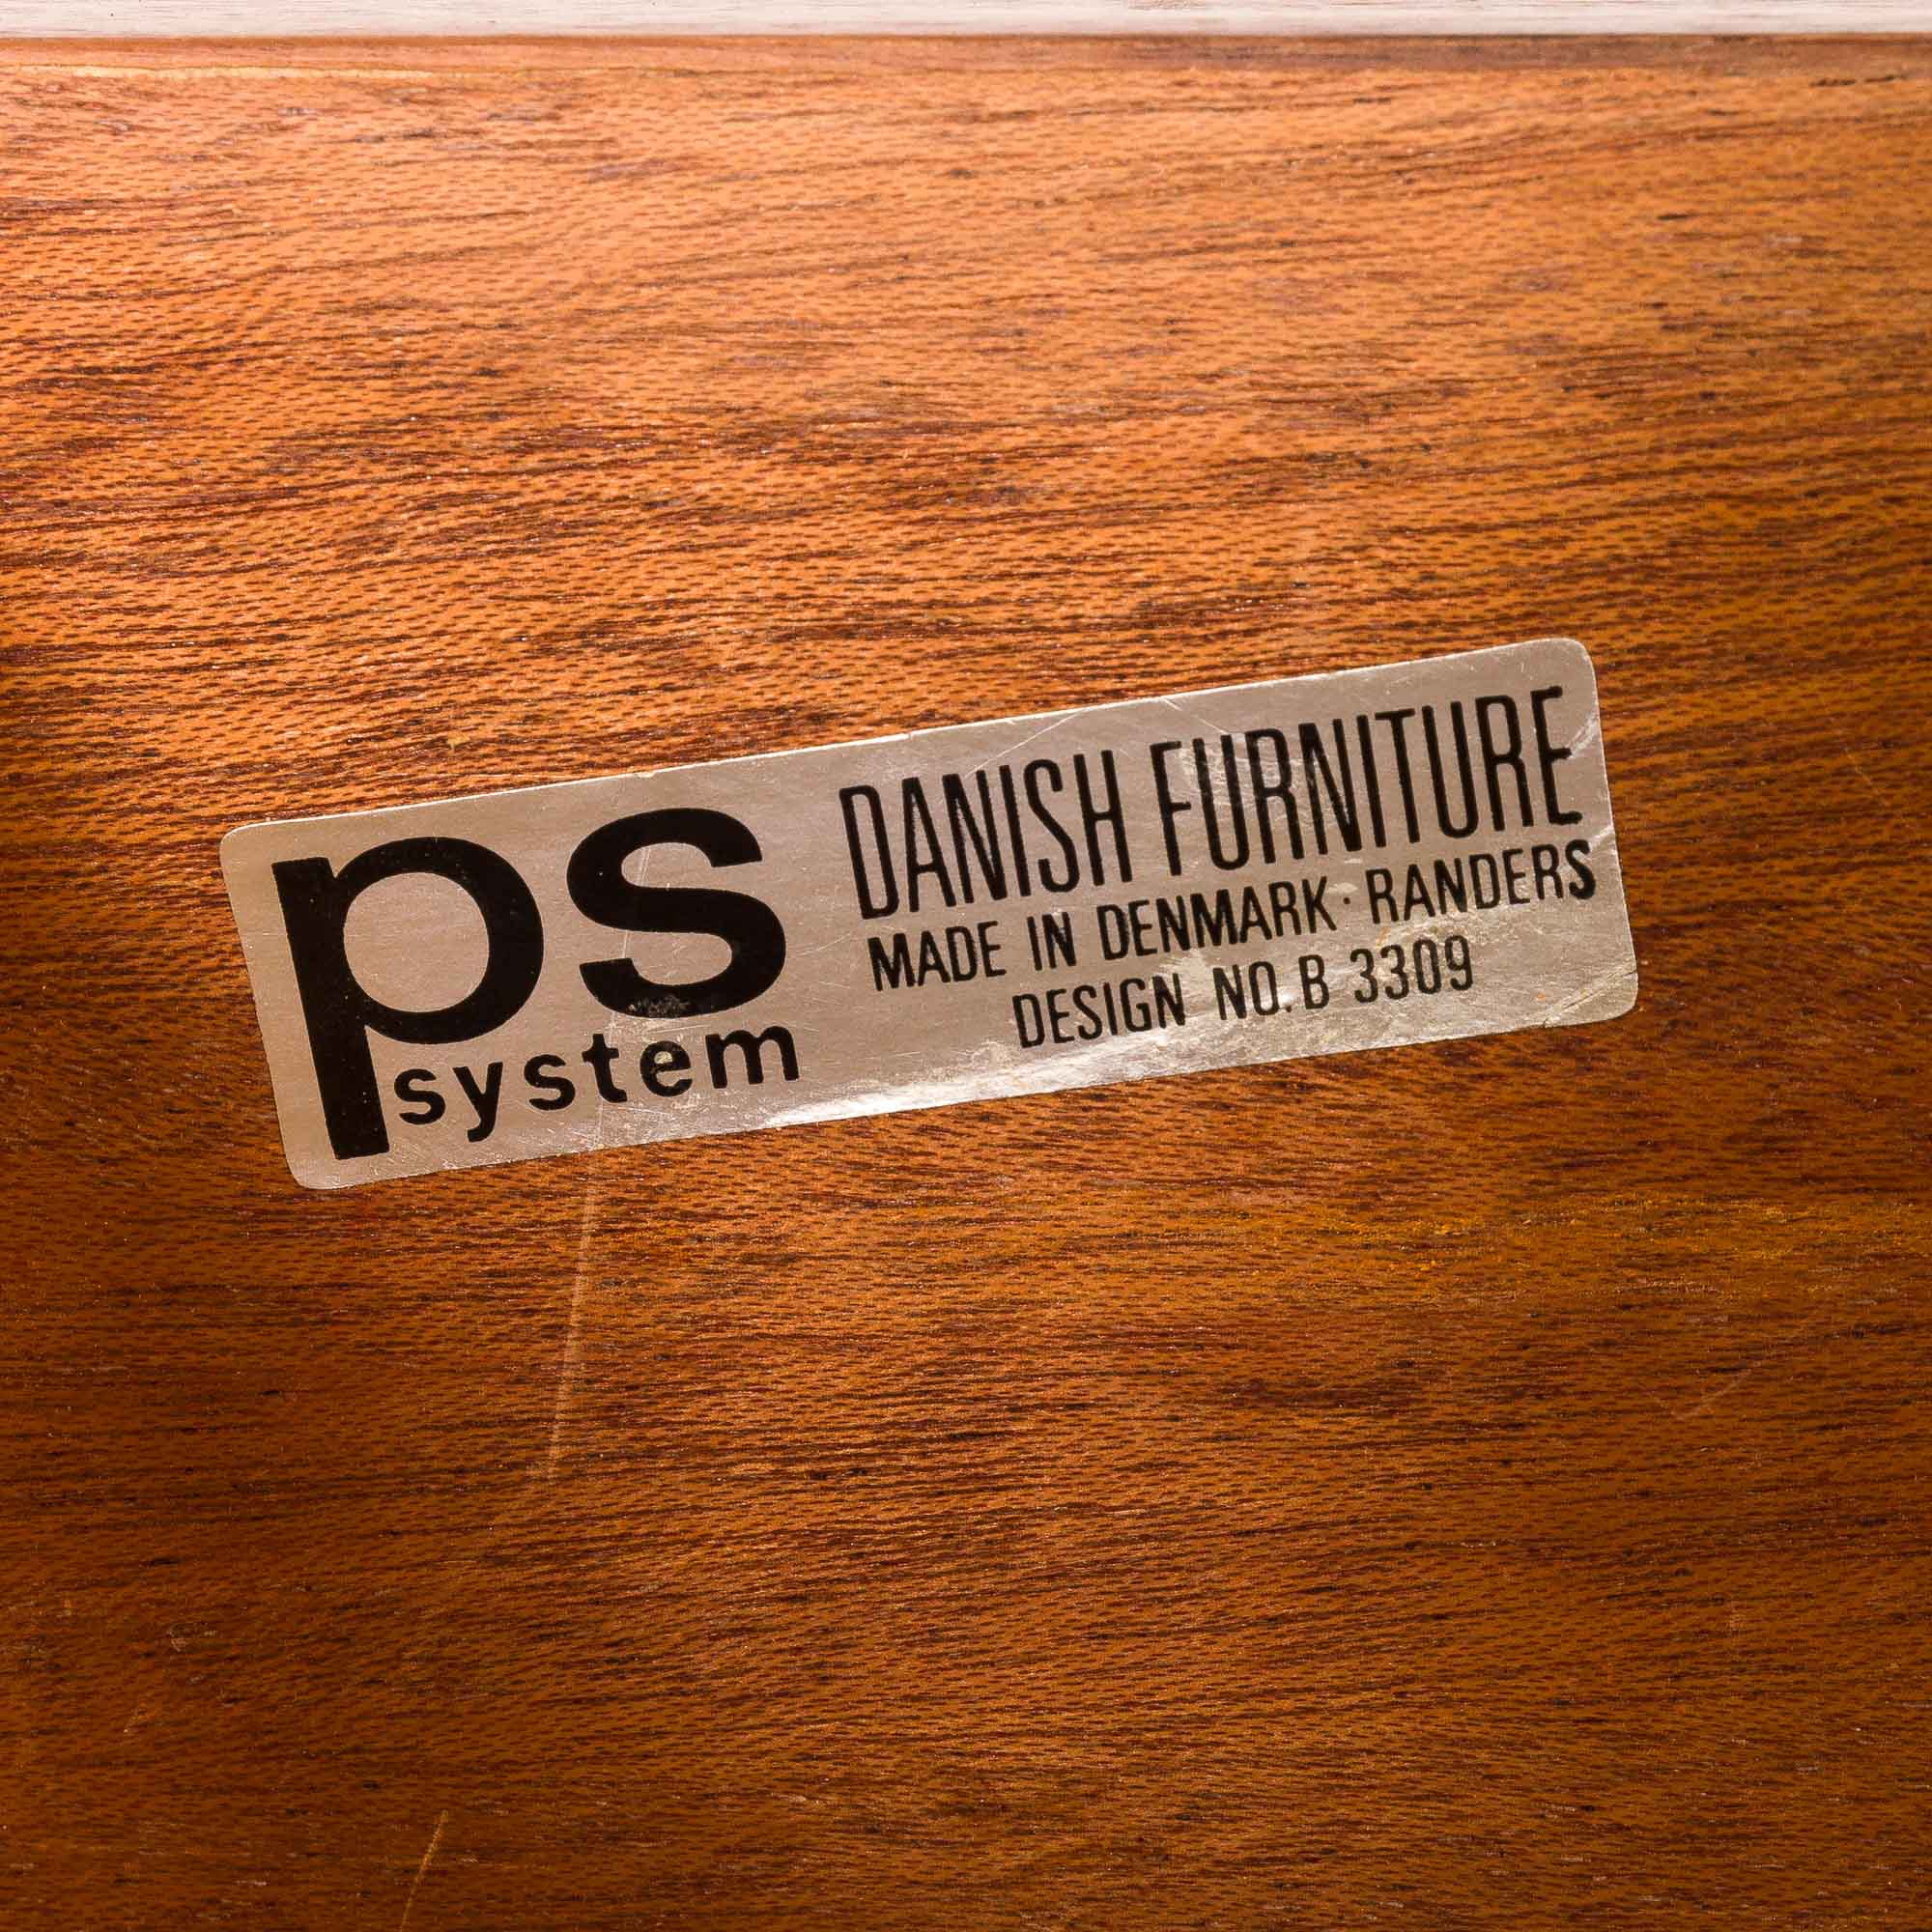 ps
system
DANISH FURNITURE
MADE IN DENMARK · RANDERS
DESIGN NO. B 3309